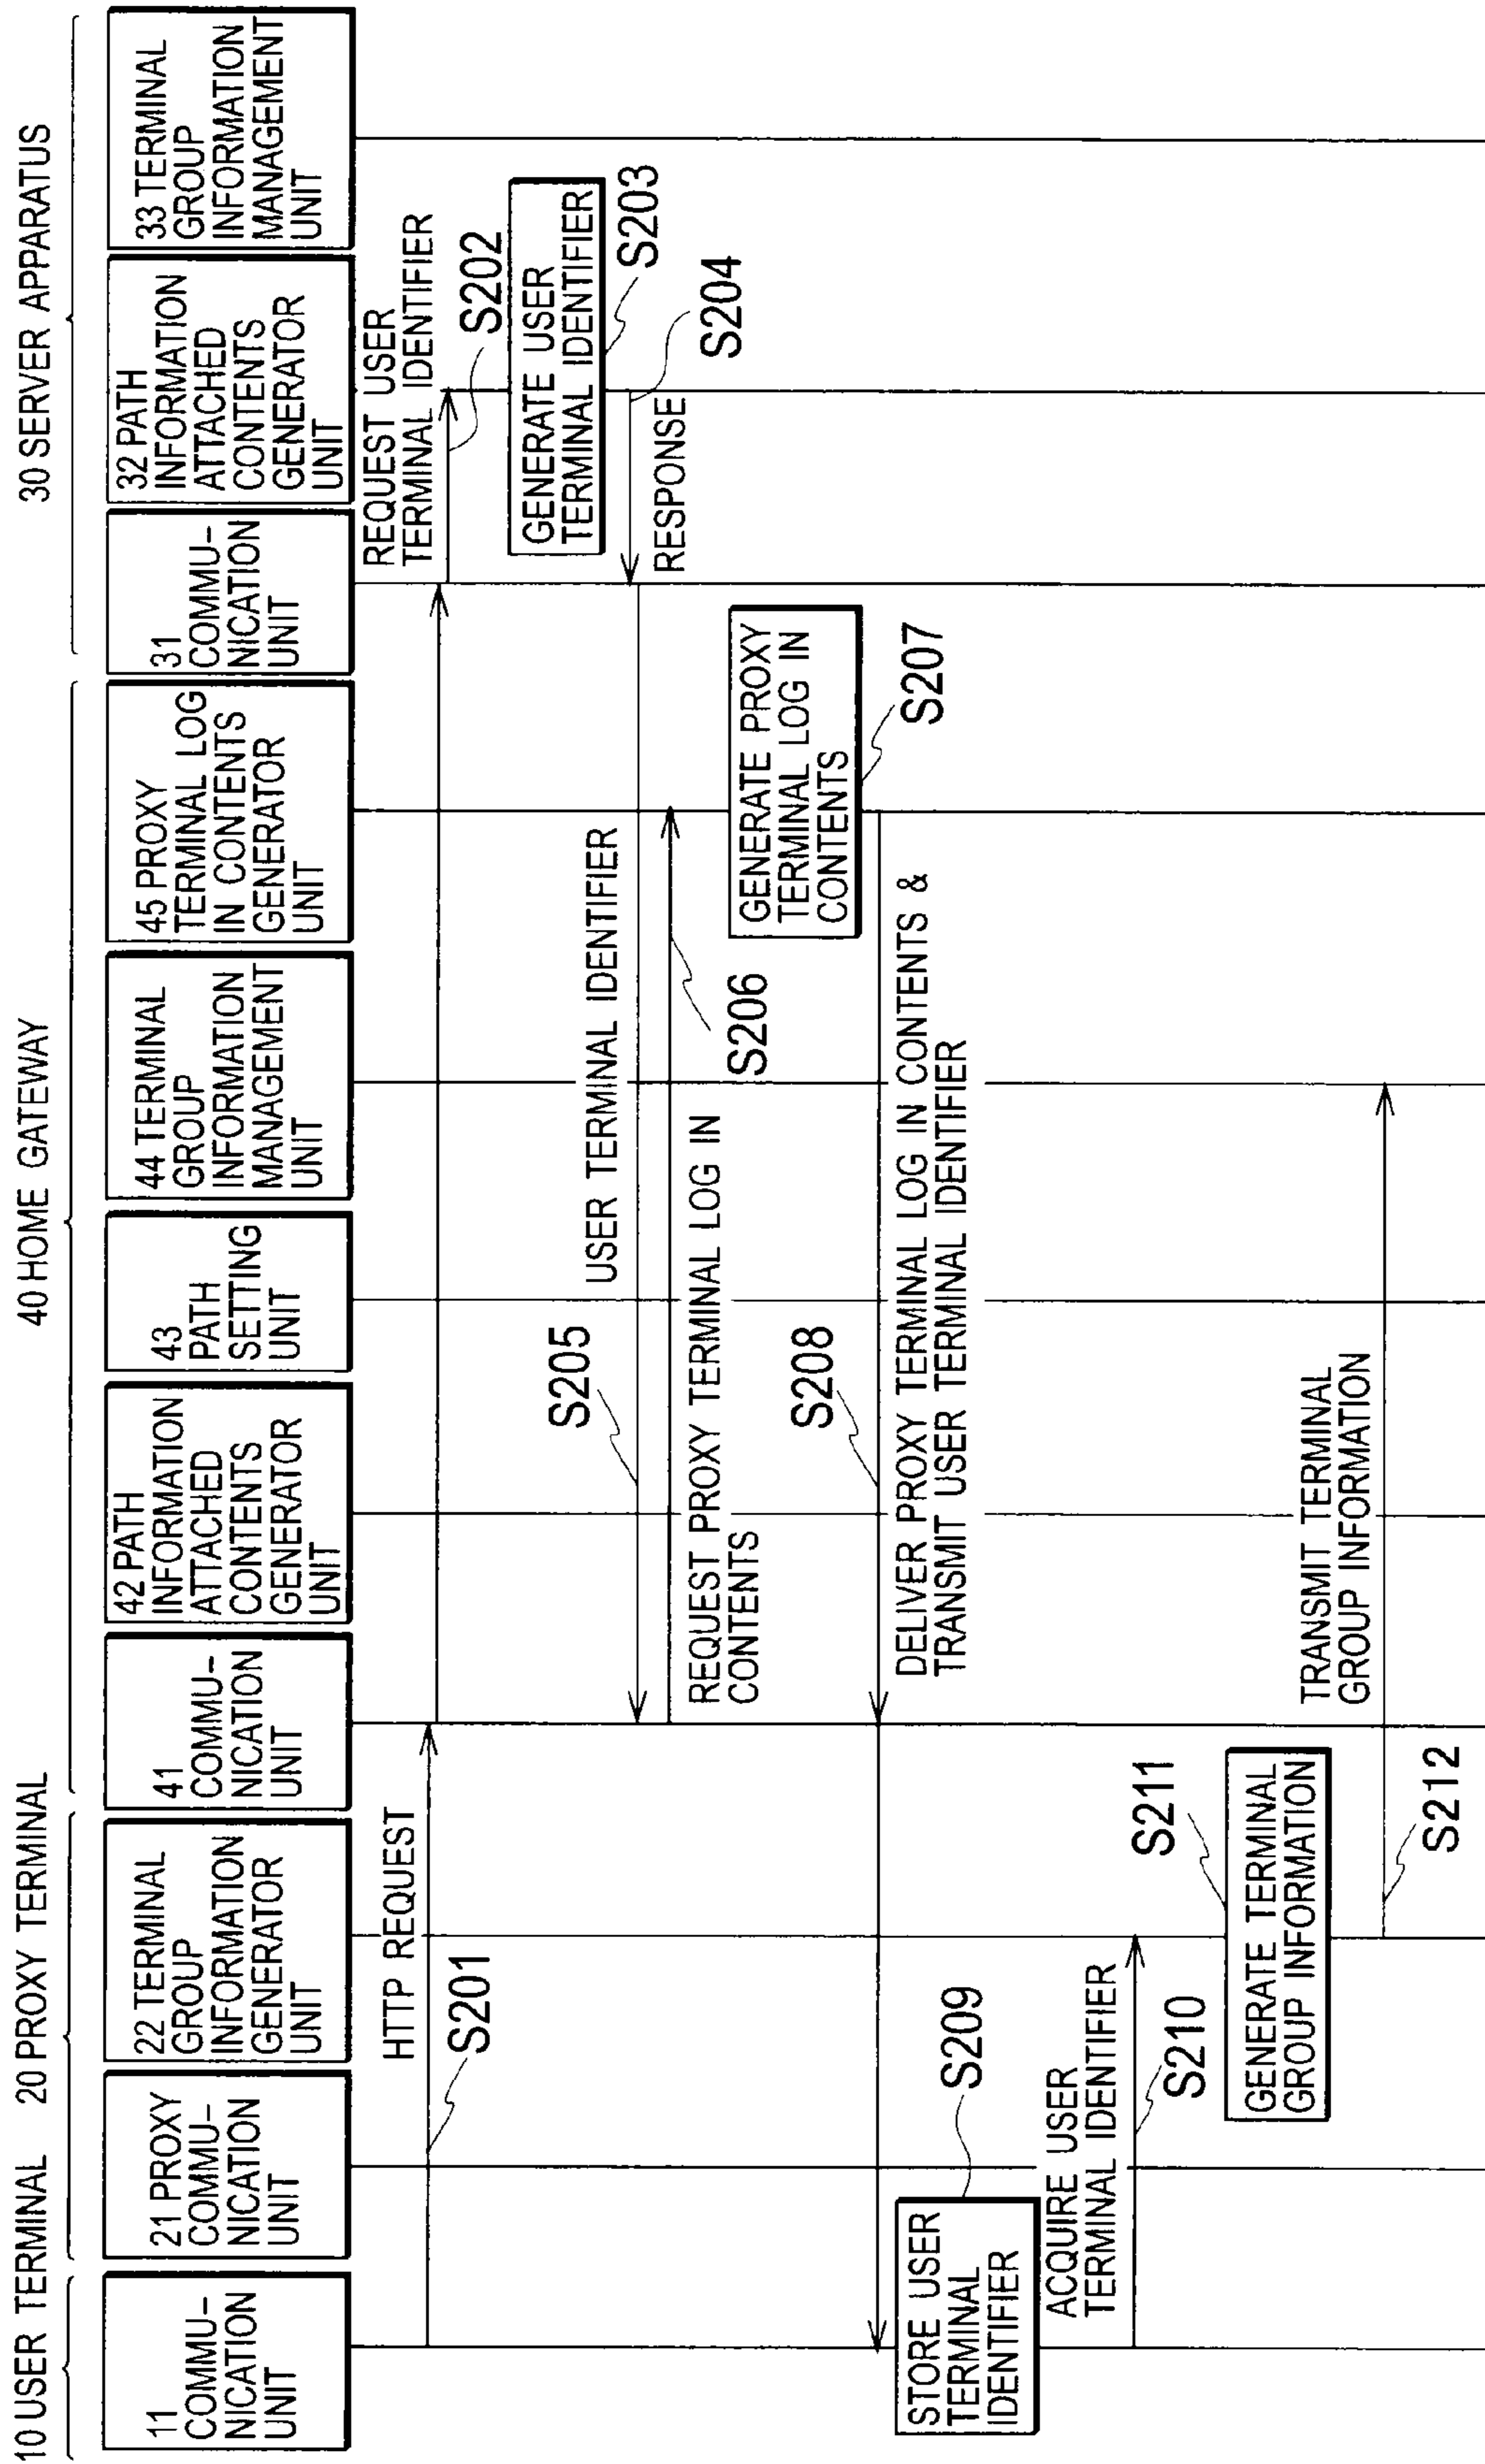 10 USER TERMINAL
20 PROXY TERMINAL
40 HOME GATEWAY
30 SERVER APPARATUS
11
COMMU-
NICATION
UNIT
21 PROXY
COMMU-
NICATION
UNIT
22 TERMINAL
GROUP
INFORMATION
GENERATOR
UNIT
41
COMMU-
NICATION
UNIT
42 PATH
INFORMATION
ATTACHED
CONTENTS
GENERATOR
UNIT
43
PATH
SETTING
UNIT
44 TERMINAL
GROUP
INFORMATION
MANAGEMENT
UNIT
45 PROXY
TERMINAL LOG
IN CONTENTS
GENERATOR
UNIT
31
COMMU-
NICATION
UNIT
32 PATH
INFORMATION
ATTACHED
CONTENTS
GENERATOR
UNIT
33 TERMINAL
GROUP
INFORMATION
MANAGEMENT
UNIT
HTTP REQUEST
S201
REQUEST USER
TERMINAL IDENTIFIER
S202
GENERATE USER
TERMINAL IDENTIFIER
S203
S204
RESPONSE
USER TERMINAL IDENTIFIER
S205
S206
REQUEST PROXY TERMINAL LOG IN
CONTENTS
GENERATE PROXY
TERMINAL LOG IN
CONTENTS
S207
S208
DELIVER PROXY TERMINAL LOG IN CONTENTS &
TRANSMIT USER TERMINAL IDENTIFIER
STORE USER
TERMINAL
IDENTIFIER
S209
ACQUIRE USER
TERMINAL IDENTIFIER
S210
S211
GENERATE TERMINAL
GROUP INFORMATION
TRANSMIT TERMINAL
GROUP INFORMATION
S212